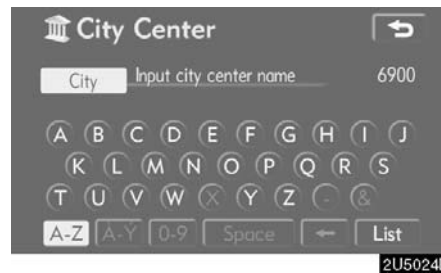 City Center
City Input city center name 6900
A B C D E F G H I J
K L M N O P Q R S
T U V W X Y Z - &
A-Z À-Ý 0-9 Space ← List
2U5024